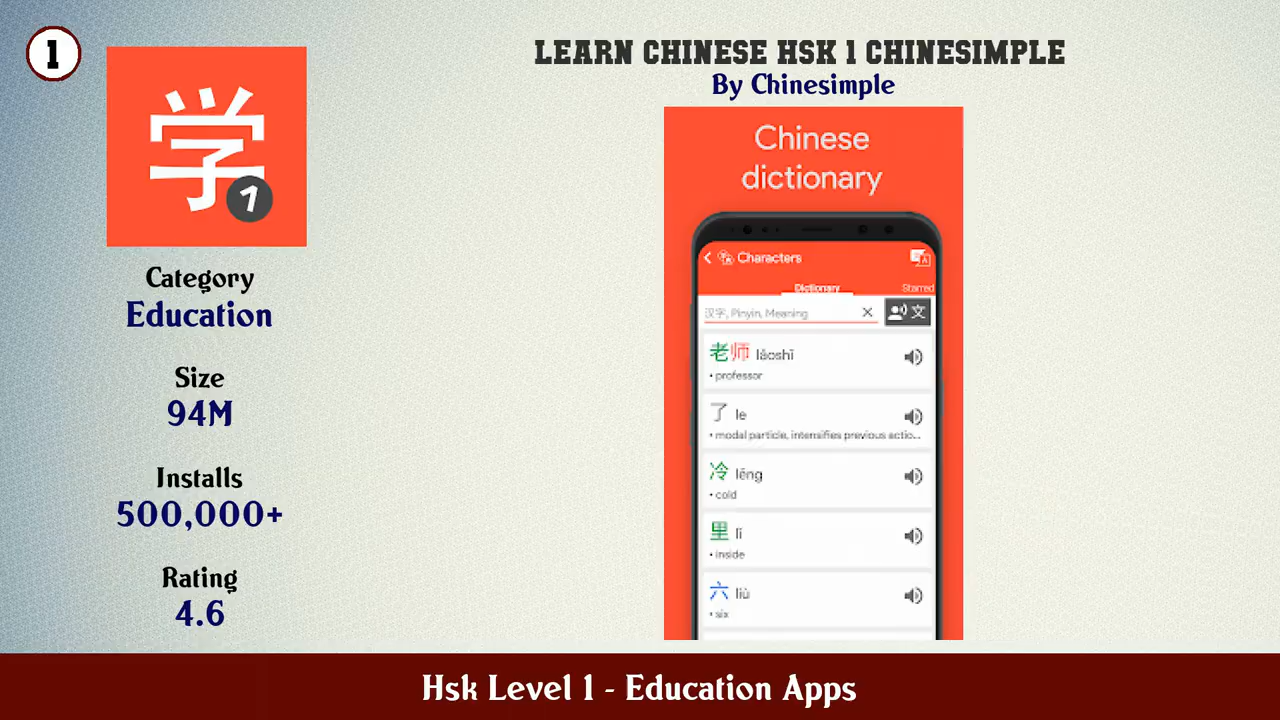 1
LEARN CHINESE HSK 1 CHINESIMPLE
By Chinesimple
学
1
Category
Education
Size
94M
Installs
500,000+
Rating
4.6
Chinese
dictionary
Characters
Dictionary Starred
汉字, Pinyin, Meaning
文
老师 lǎoshī
• professor
了 le
• modal particle, intensifies previous actio...
冷 lěng
• cold
里 lǐ
• inside
六 liù
• six
Hsk Level 1 - Education Apps